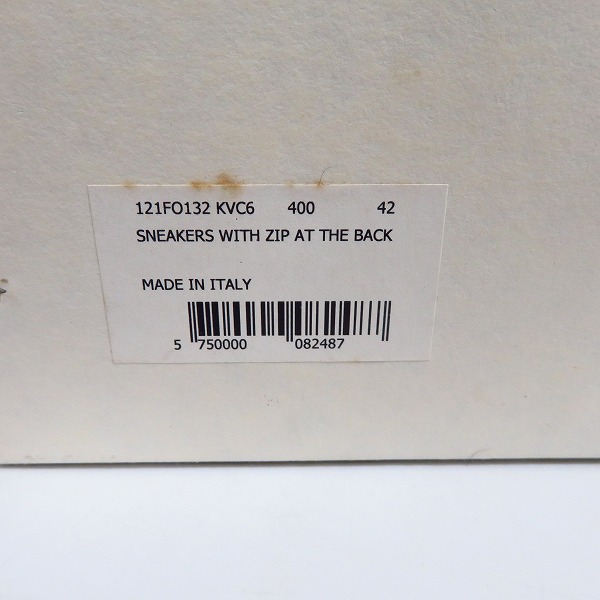 121FO132 KVC6 400 42
SNEAKERS WITH ZIP AT THE BACK
MADE IN ITALY
5 750000 082487